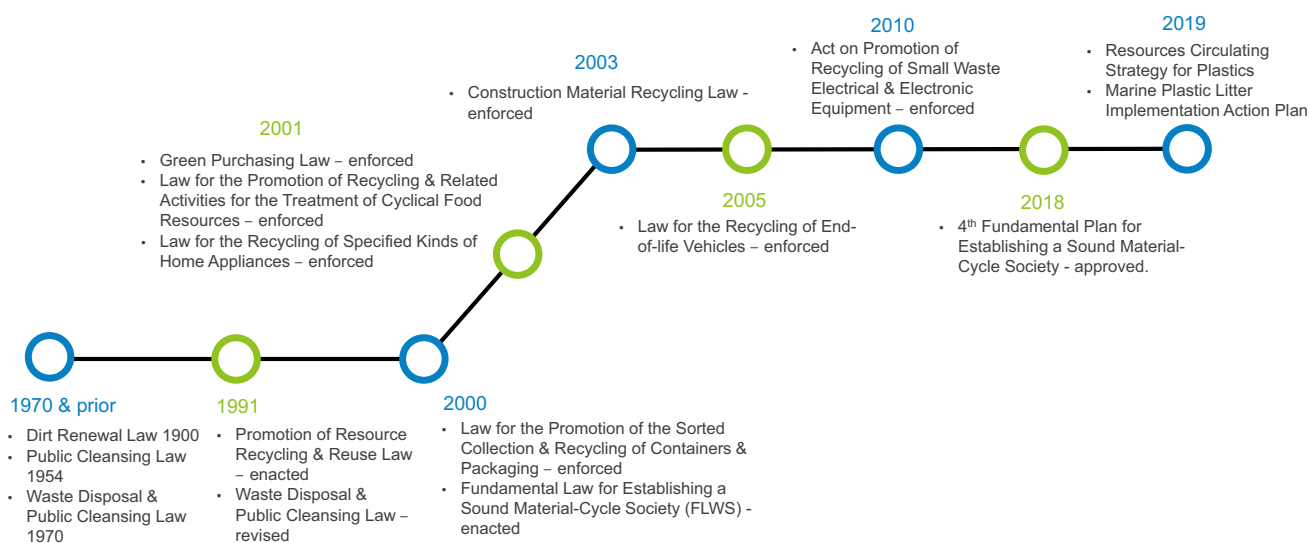 1970 & prior
• Dirt Renewal Law 1900
• Public Cleansing Law
1954
• Waste Disposal &
Public Cleansing Law
1970
1991
• Promotion of Resource
Recycling & Reuse Law
– enacted
• Waste Disposal &
Public Cleansing Law –
revised
2000
• Law for the Promotion of the Sorted
Collection & Recycling of Containers &
Packaging – enforced
• Fundamental Law for Establishing a
Sound Material-Cycle Society (FLWS) -
enacted
2001
• Green Purchasing Law – enforced
• Law for the Promotion of Recycling & Related
Activities for the Treatment of Cyclical Food
Resources – enforced
• Law for the Recycling of Specified Kinds of
Home Appliances – enforced
2003
• Construction Material Recycling Law -
enforced
2005
• Law for the Recycling of End-
of-life Vehicles – enforced
2010
• Act on Promotion of
Recycling of Small Waste
Electrical & Electronic
Equipment – enforced
2018
• 4th Fundamental Plan for
Establishing a Sound Material-
Cycle Society - approved.
2019
• Resources Circulating
Strategy for Plastics
• Marine Plastic Litter
Implementation Action Plan